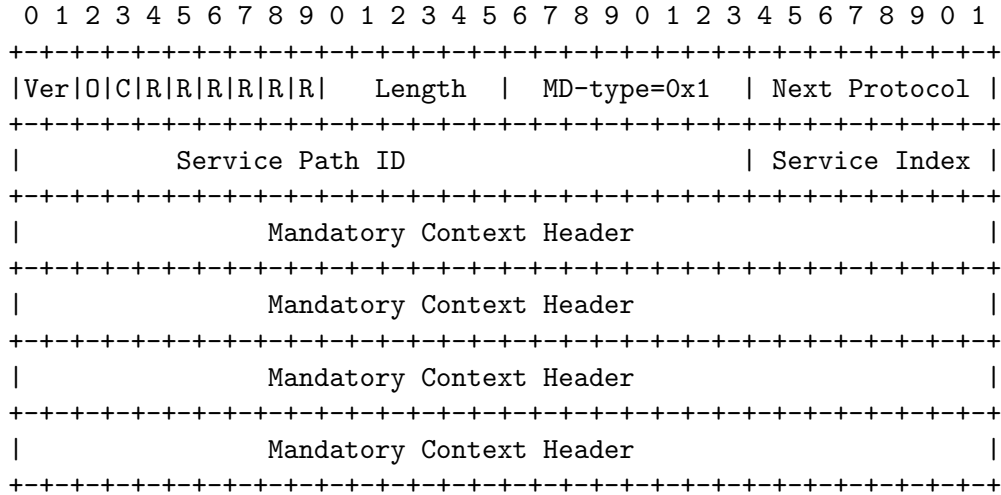 0 1 2 3 4 5 6 7 8 9 0 1 2 3 4 5 6 7 8 9 0 1 2 3 4 5 6 7 8 9 0 1
+-+-+-+-+-+-+-+-+-+-+-+-+-+-+-+-+-+-+-+-+-+-+-+-+-+-+-+-+-+-+-+-+
|Ver|O|C|R|R|R|R|R|R|   Length  |  MD-type=0x1  | Next Protocol |
+-+-+-+-+-+-+-+-+-+-+-+-+-+-+-+-+-+-+-+-+-+-+-+-+-+-+-+-+-+-+-+-+
|          Service Path ID                      | Service Index |
+-+-+-+-+-+-+-+-+-+-+-+-+-+-+-+-+-+-+-+-+-+-+-+-+-+-+-+-+-+-+-+-+
|                Mandatory Context Header                       |
+-+-+-+-+-+-+-+-+-+-+-+-+-+-+-+-+-+-+-+-+-+-+-+-+-+-+-+-+-+-+-+-+
|                Mandatory Context Header                       |
+-+-+-+-+-+-+-+-+-+-+-+-+-+-+-+-+-+-+-+-+-+-+-+-+-+-+-+-+-+-+-+-+
|                Mandatory Context Header                       |
+-+-+-+-+-+-+-+-+-+-+-+-+-+-+-+-+-+-+-+-+-+-+-+-+-+-+-+-+-+-+-+-+
|                Mandatory Context Header                       |
+-+-+-+-+-+-+-+-+-+-+-+-+-+-+-+-+-+-+-+-+-+-+-+-+-+-+-+-+-+-+-+-+